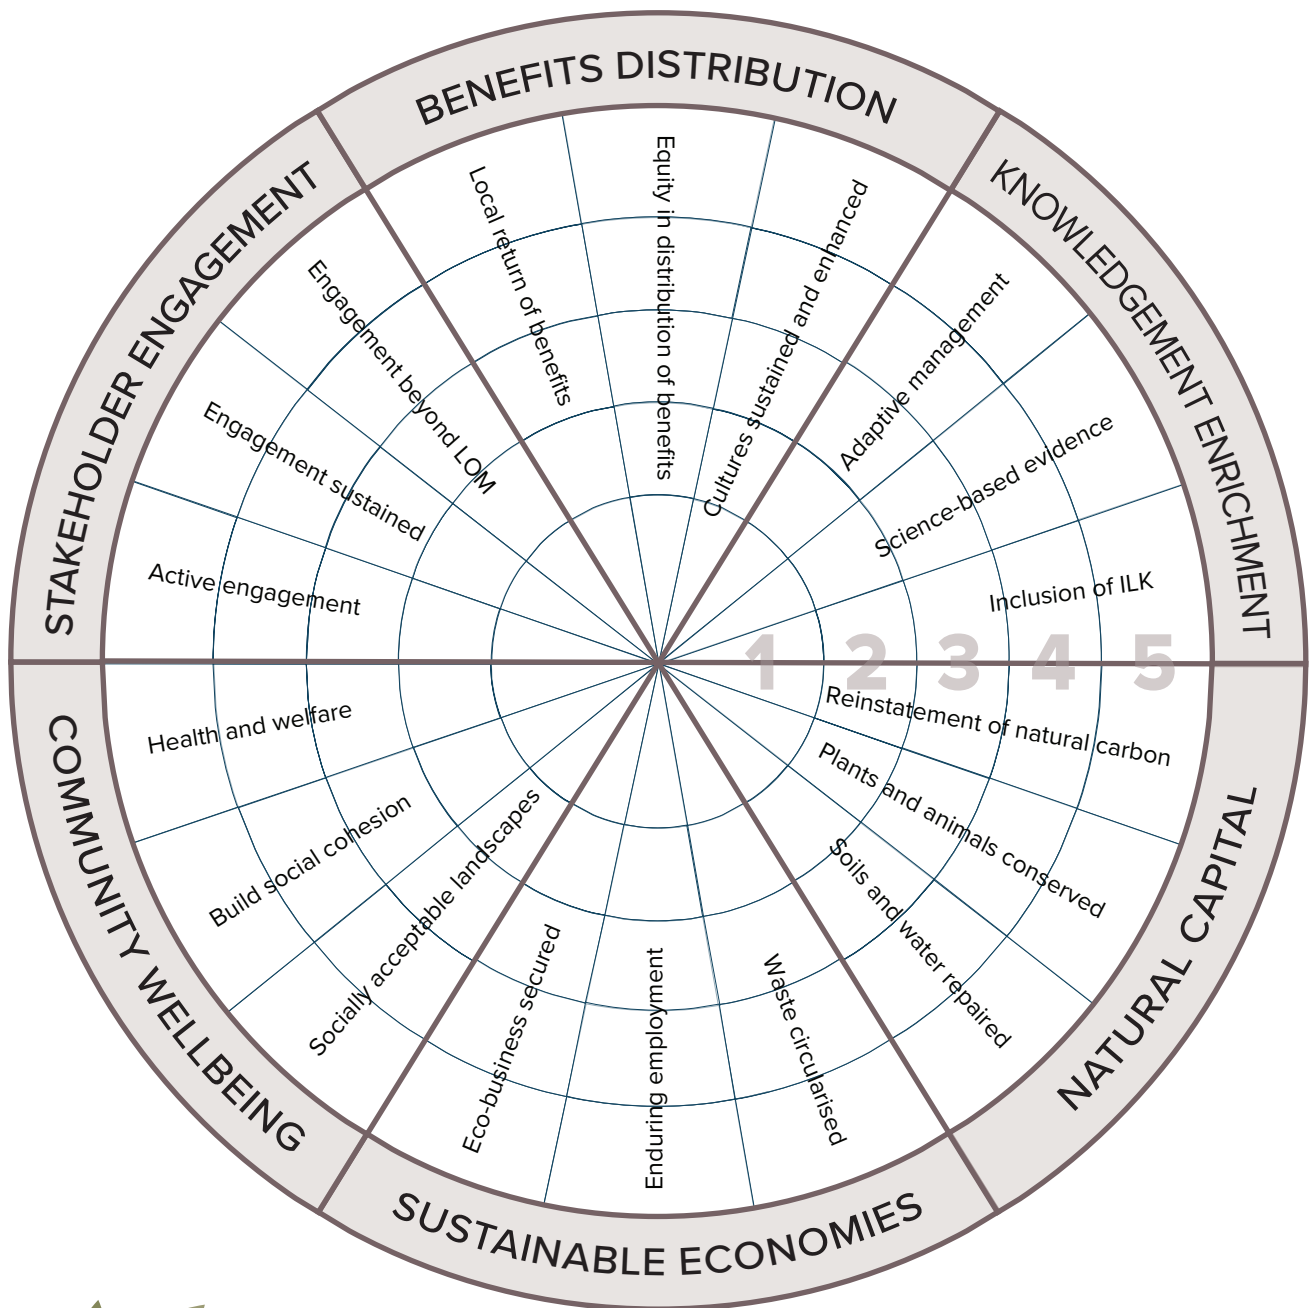 BENEFITS DISTRIBUTION
Local return of benefits
Equity in distribution of benefits
Cultures sustained and enhanced
KNOWLEDGEMENT ENRICHMENT
Adaptive management
Science-based evidence
Inclusion of ILK
1 2 3 4 5
NATURAL CAPITAL
Reinstatement of natural carbon
Plants and animals conserved
Soils and water repaired
SUSTAINABLE ECONOMIES
Waste circularised
Enduring employment
Eco-business secured
COMMUNITY WELLBEING
Socially acceptable landscapes
Build social cohesion
Health and welfare
STAKEHOLDER ENGAGEMENT
Active engagement
Engagement sustained
Engagement beyond LOM